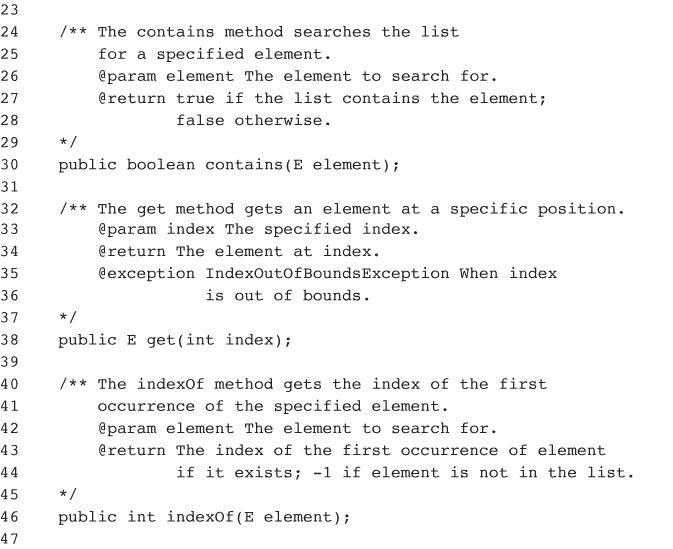 23
24    /** The contains method searches the list
25        for a specified element.
26        @param element The element to search for.
27        @return true if the list contains the element;
28                false otherwise.
29    */
30    public boolean contains(E element);
31
32    /** The get method gets an element at a specific position.
33        @param index The specified index.
34        @return The element at index.
35        @exception IndexOutOfBoundsException When index
36                   is out of bounds.
37    */
38    public E get(int index);
39
40    /** The indexOf method gets the index of the first
41        occurrence of the specified element.
42        @param element The element to search for.
43        @return The index of the first occurrence of element
44                if it exists; -1 if element is not in the list.
45    */
46    public int indexOf(E element);
47